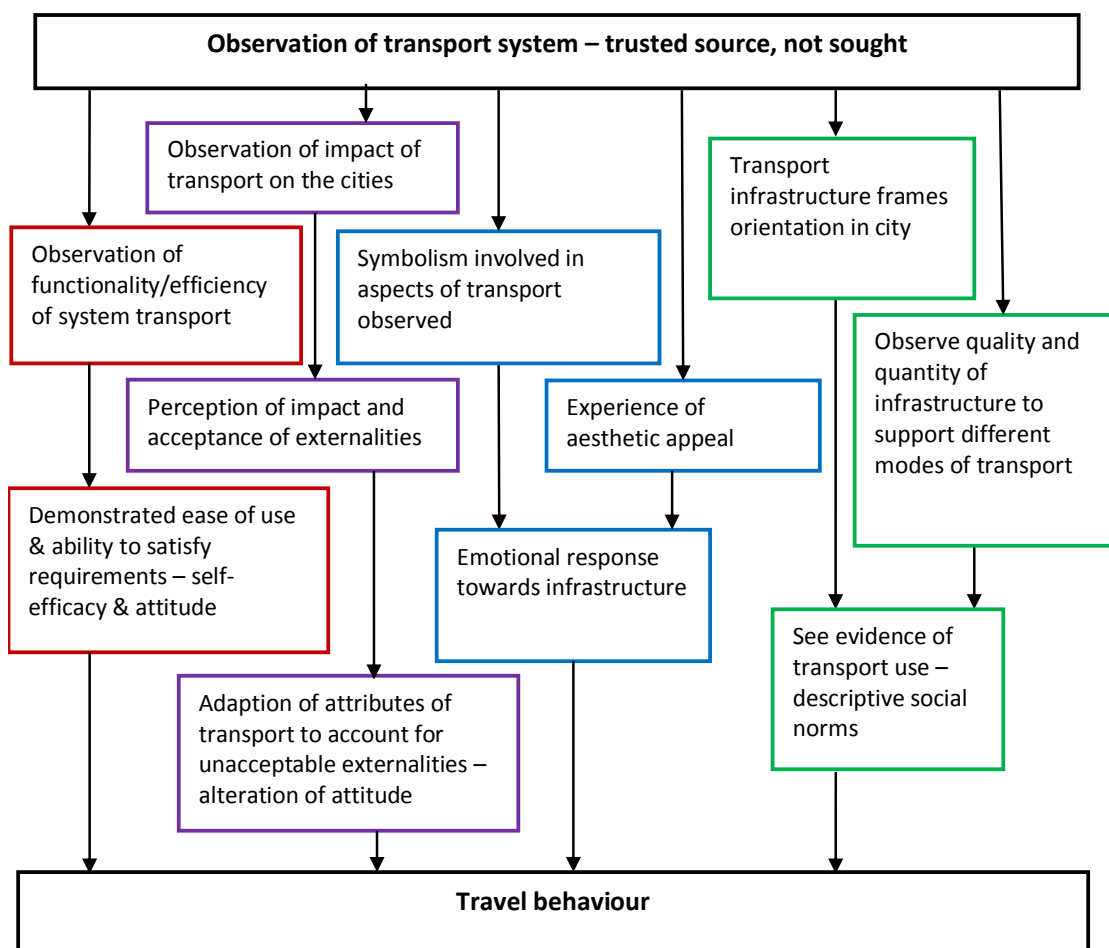 Observation of transport system – trusted source, not sought
Observation of impact of
transport on the cities
Transport
infrastructure frames
orientation in city
Observation of
functionality/efficiency
of system transport
Symbolism involved in
aspects of transport
observed
Observe quality and
quantity of
infrastructure to
support different
modes of transport
Perception of impact and
acceptance of externalities
Experience of
aesthetic appeal
Demonstrated ease of use
& ability to satisfy
requirements – self-
efficacy & attitude
Emotional response
towards infrastructure
See evidence of
transport use –
descriptive social
norms
Adaption of attributes of
transport to account for
unacceptable externalities –
alteration of attitude
Travel behaviour